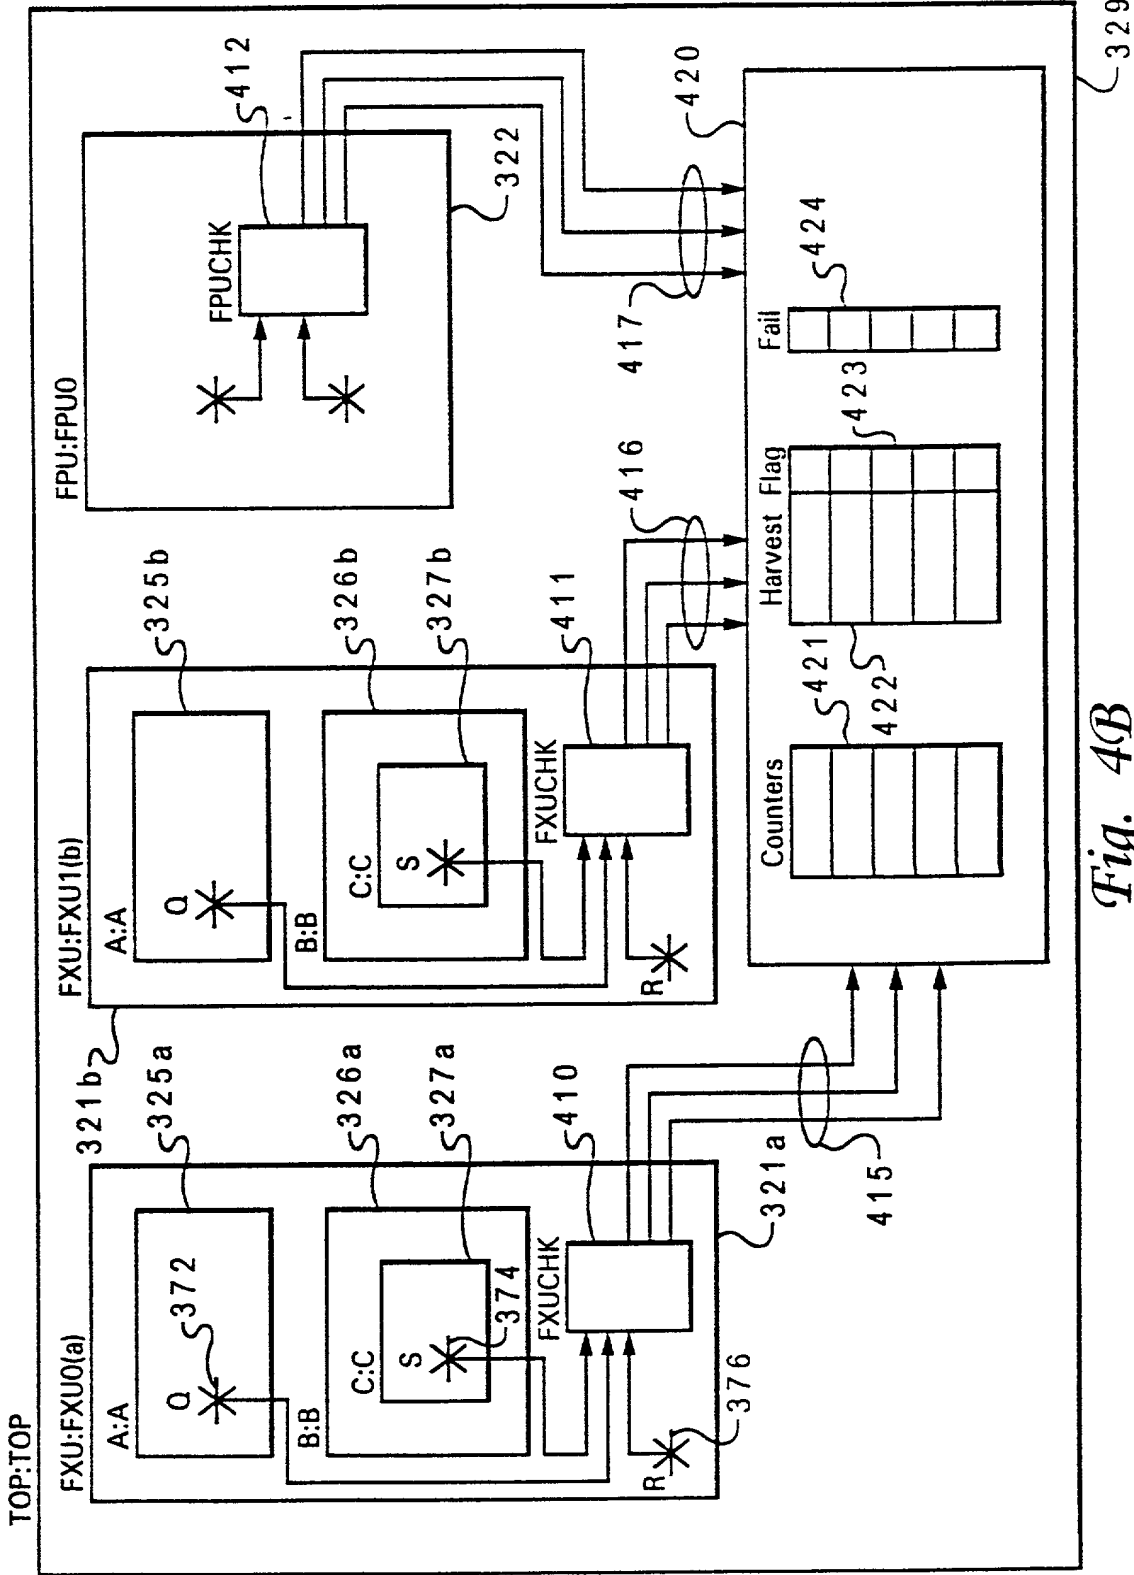 TOP:TOP
FXU:FXU0(a)
321b
FXU:FXU1(b)
FPU:FPU0
A:A
Q
372
325a
A:A
Q
325b
412
FPUCHK
B:B
C:C
S
374
326a
327a
B:B
C:C
S
326b
327b
322
FXUCHK
410
R
376
321a
FXUCHK
411
R
415
416
417
420
Counters
421
422
Harvest
Flag
423
Fail
424
329
Fig. 4B